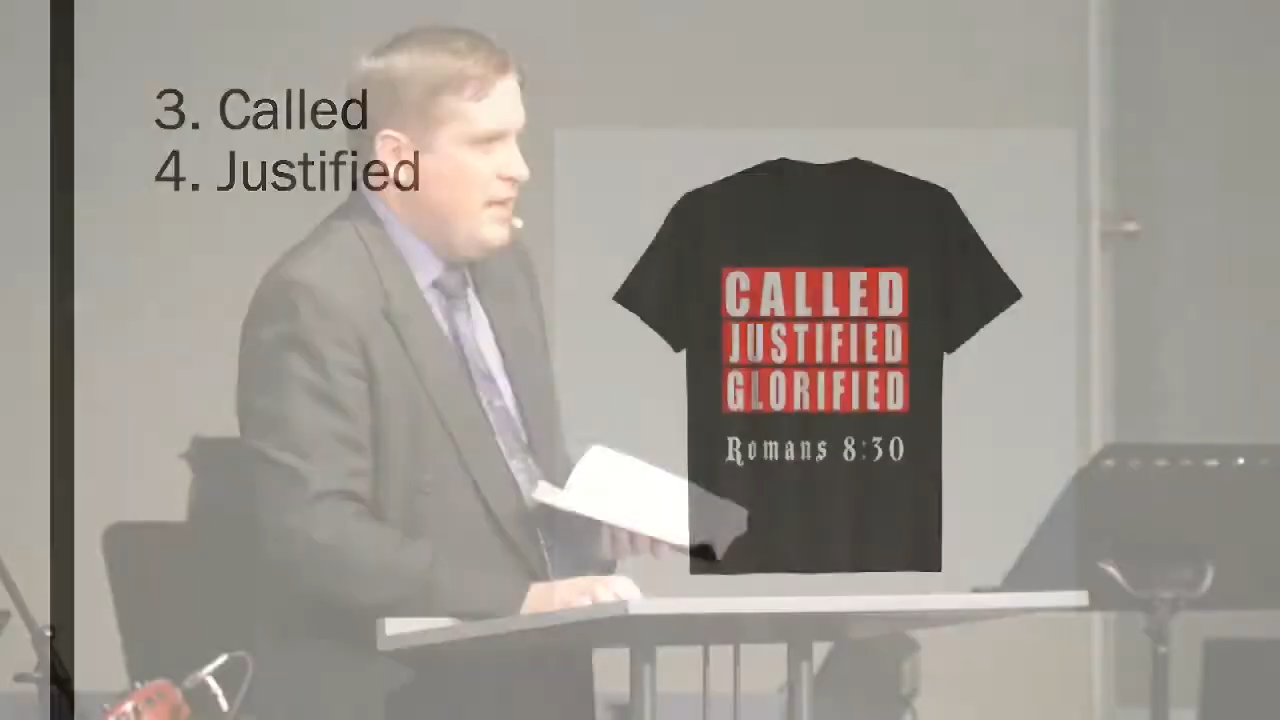 3. Called
4. Justified
CALLED
JUSTIFIED
GLORIFIED
Romans 8:30